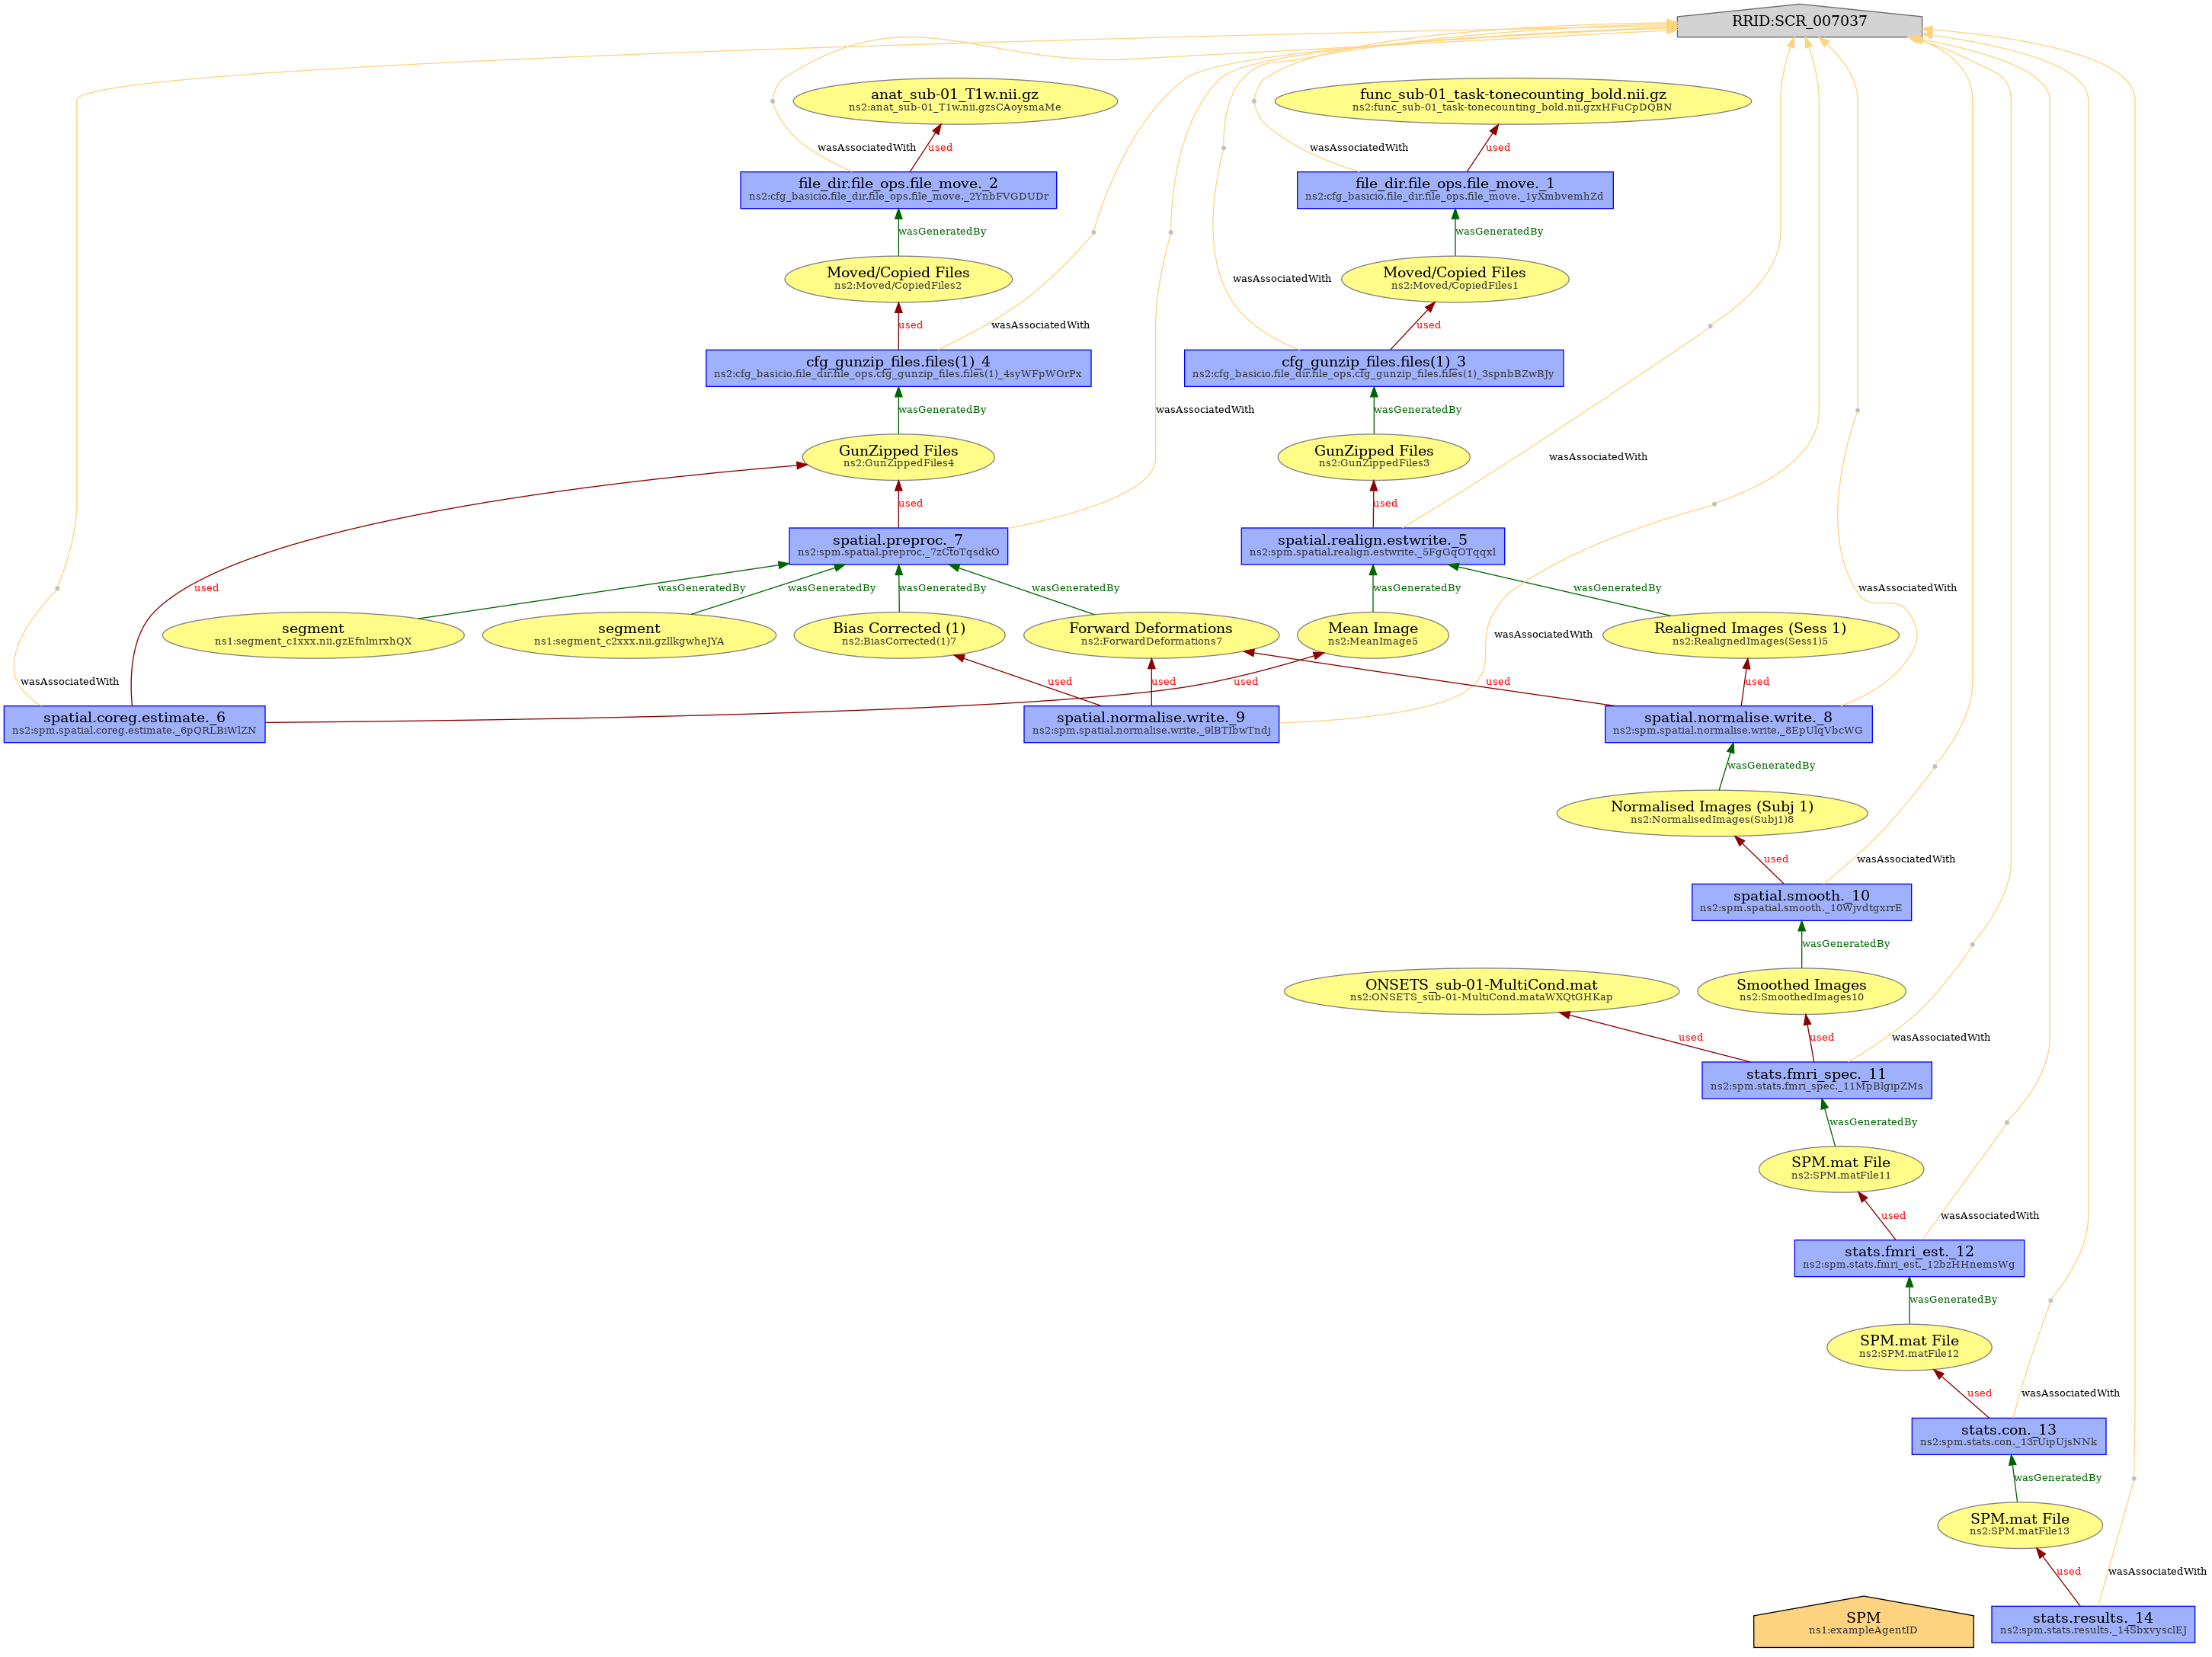 RRID:SCR_007037
anat_sub-01_T1w.nii.gz
ns2:anat_sub-01_T1w.nii.gzsCAoysmaMe
func_sub-01_task-tonecounting_bold.nii.gz
ns2:func_sub-01_task-tonecounting_bold.nii.gzxHFuCpDQBN
wasAssociatedWith
used
wasAssociatedWith
used
file_dir.file_ops.file_move._2
ns2:cfg_basicio.file_dir.file_ops.file_move._2YnbFVGDUDr
file_dir.file_ops.file_move._1
ns2:cfg_basicio.file_dir.file_ops.file_move._1yXmbvemhZd
wasGeneratedBy
wasGeneratedBy
Moved/Copied Files
ns2:Moved/CopiedFiles2
wasAssociatedWith
Moved/Copied Files
ns2:Moved/CopiedFiles1
used
wasAssociatedWith
used
cfg_gunzip_files.files(1)_4
ns2:cfg_basicio.file_dir.file_ops.cfg_gunzip_files.files(1)_4syWFpWOrPx
cfg_gunzip_files.files(1)_3
ns2:cfg_basicio.file_dir.file_ops.cfg_gunzip_files.files(1)_3spnbBZwBJy
wasGeneratedBy
wasAssociatedWith
wasGeneratedBy
GunZipped Files
ns2:GunZippedFiles4
GunZipped Files
ns2:GunZippedFiles3
wasAssociatedWith
used
used
spatial.preproc._7
ns2:spm.spatial.preproc._7zCtoTqsdkO
spatial.realign.estwrite._5
ns2:spm.spatial.realign.estwrite._5FgGqOTqqxl
used
wasGeneratedBy
wasGeneratedBy
wasGeneratedBy
wasGeneratedBy
wasGeneratedBy
wasGeneratedBy
wasAssociatedWith
segment
ns1:segment_c1xxx.nii.gzEfnlmrxhQX
segment
ns1:segment_c2xxx.nii.gzllkgwheJYA
Bias Corrected (1)
ns2:BiasCorrected(1)7
Forward Deformations
ns2:ForwardDeformations7
Mean Image
ns2:MeanImage5
wasAssociatedWith
Realigned Images (Sess 1)
ns2:RealignedImages(Sess1)5
wasAssociatedWith
used
used
used
used
used
spatial.coreg.estimate._6
ns2:spm.spatial.coreg.estimate._6pQRLBiWlZN
spatial.normalise.write._9
ns2:spm.spatial.normalise.write._9lBTIbwTndj
spatial.normalise.write._8
ns2:spm.spatial.normalise.write._8EpUlqVbcWG
wasGeneratedBy
Normalised Images (Subj 1)
ns2:NormalisedImages(Subj1)8
used
wasAssociatedWith
spatial.smooth._10
ns2:spm.spatial.smooth._10WjvdtgxrrE
wasGeneratedBy
ONSETS_sub-01-MultiCond.mat
ns2:ONSETS_sub-01-MultiCond.mataWXQtGHKap
Smoothed Images
ns2:SmoothedImages10
used
used
wasAssociatedWith
stats.fmri_spec._11
ns2:spm.stats.fmri_spec._11MpBlgipZMs
wasGeneratedBy
SPM.mat File
ns2:SPM.matFile11
used
wasAssociatedWith
stats.fmri_est._12
ns2:spm.stats.fmri_est._12bzHHnemsWg
wasGeneratedBy
SPM.mat File
ns2:SPM.matFile12
used
wasAssociatedWith
stats.con._13
ns2:spm.stats.con._13rUipUjsNNk
wasGeneratedBy
SPM.mat File
ns2:SPM.matFile13
used
wasAssociatedWith
SPM
ns1:exampleAgentID
stats.results._14
ns2:spm.stats.results._14SbxvysclEJ